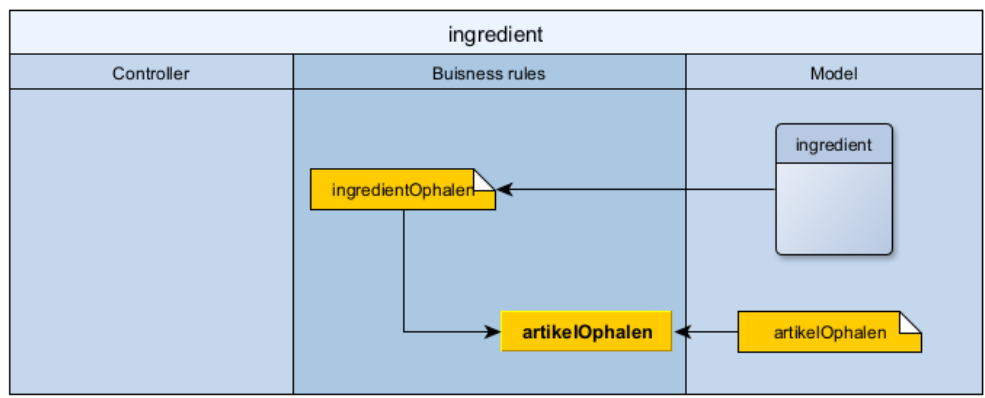 ingredient
Controller
Buisness rules
Model
ingredient
ingredientOphalen
artikelOphalen
artikelOphalen